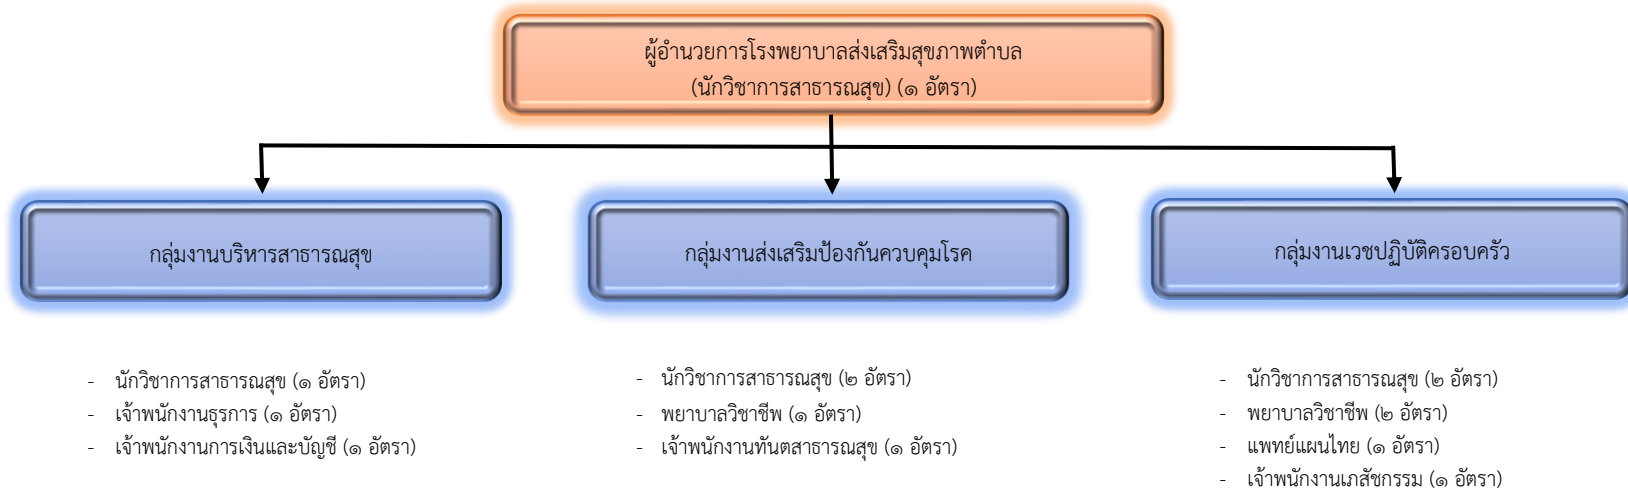 ผู้อำนวยการโรงพยาบาลส่งเสริมสุขภาพตำบล
(นักวิชาการสาธารณสุข) (๑ อัตรา)
กลุ่มงานบริหารสาธารณสุข
กลุ่มงานส่งเสริมป้องกันควบคุมโรค
กลุ่มงานเวชปฏิบัติครอบครัว
- นักวิชาการสาธารณสุข (๑ อัตรา)
- เจ้าพนักงานธุรการ (๑ อัตรา)
- เจ้าพนักงานการเงินและบัญชี (๑ อัตรา)
- นักวิชาการสาธารณสุข (๒ อัตรา)
- พยาบาลวิชาชีพ (๑ อัตรา)
- เจ้าพนักงานทันตสาธารณสุข (๑ อัตรา)
- นักวิชาการสาธารณสุข (๒ อัตรา)
- พยาบาลวิชาชีพ (๒ อัตรา)
- แพทย์แผนไทย (๑ อัตรา)
- เจ้าพนักงานเภสัชกรรม (๑ อัตรา)